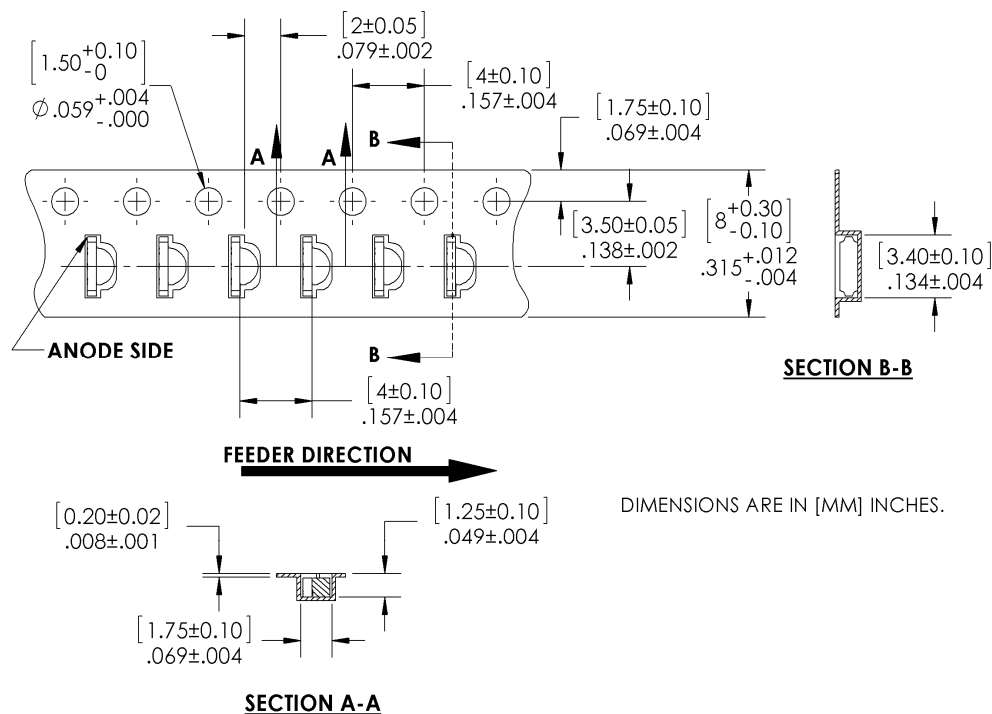 [2±0.05]
.079±.002
[1.50+0.10
-0]
Ø.059+.004
-.000
[4±0.10]
.157±.004
[1.75±0.10]
.069±.004
A
A
B
[3.50±0.05]
.138±.002
[8+0.30
-0.10]
.315+.012
-.004
[3.40±0.10]
.134±.004
ANODE SIDE
B
SECTION B-B
[4±0.10]
.157±.004
FEEDER DIRECTION
DIMENSIONS ARE IN [MM] INCHES.
[0.20±0.02]
.008±.001
[1.25±0.10]
.049±.004
[1.75±0.10]
.069±.004
SECTION A-A